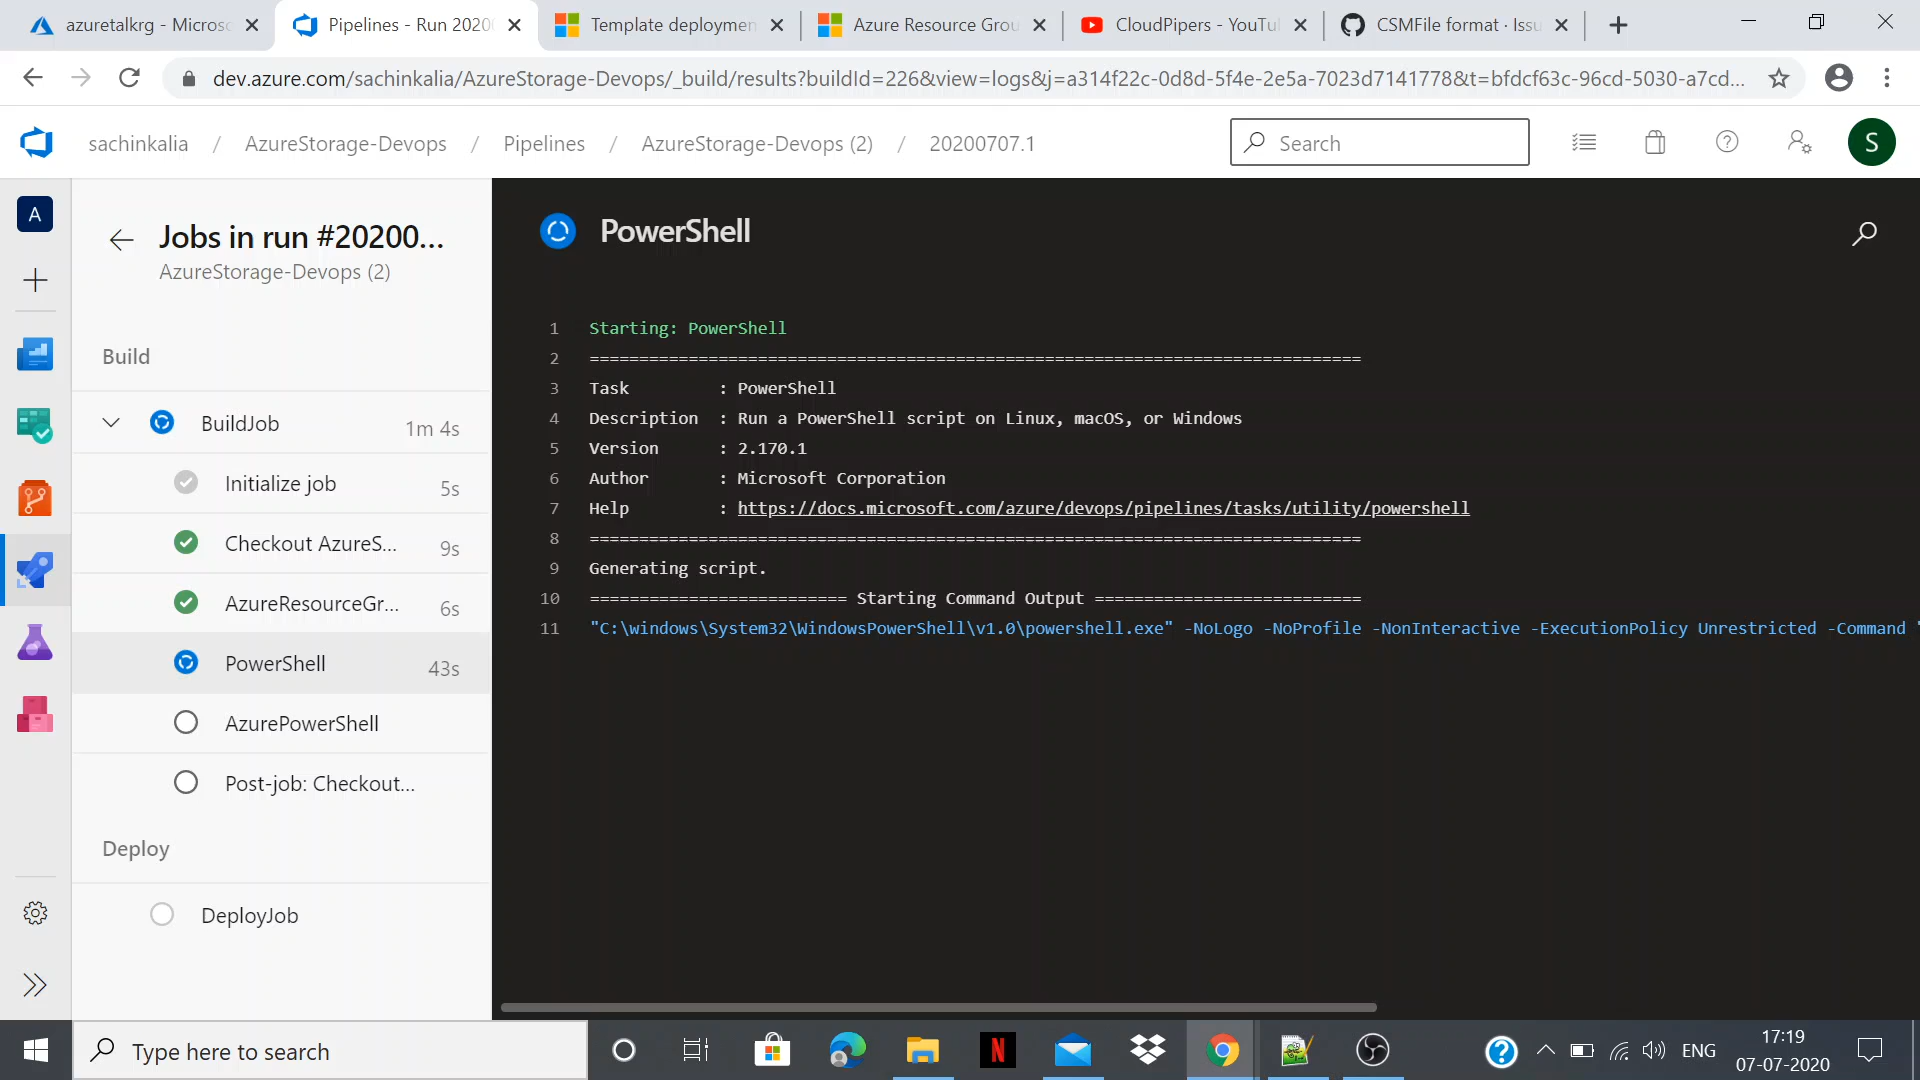 azuretalkrg - Microsc
Pipelines - Run 2020
Template deploymen
Azure Resource Grou
CloudPipers - YouTu
CSMFile format · Issu
dev.azure.com/sachinkalia/AzureStorage-Devops/_build/results?buildId=226&view=logs&j=a314f22c-0d8d-5f4e-2e5a-7023d7141778&t=bfdcf63c-96cd-5030-a7cd...
sachinkalia / AzureStorage-Devops / Pipelines / AzureStorage-Devops (2) / 20200707.1
Search
S
A
Jobs in run #20200...
AzureStorage-Devops (2)
Build
BuildJob 1m 4s
Initialize job 5s
Checkout AzureS... 9s
AzureResourceGr... 6s
PowerShell 43s
AzurePowerShell
Post-job: Checkout...
Deploy
DeployJob
PowerShell
1 Starting: PowerShell
2 ==============================================================================
3 Task : PowerShell
4 Description : Run a PowerShell script on Linux, macOS, or Windows
5 Version : 2.170.1
6 Author : Microsoft Corporation
7 Help : https://docs.microsoft.com/azure/devops/pipelines/tasks/utility/powershell
8 ==============================================================================
9 Generating script.
10 ========================== Starting Command Output ===========================
11 "C:\windows\System32\WindowsPowerShell\v1.0\powershell.exe" -NoLogo -NoProfile -NonInteractive -ExecutionPolicy Unrestricted -Command "
Type here to search
N
ENG
17:19
07-07-2020